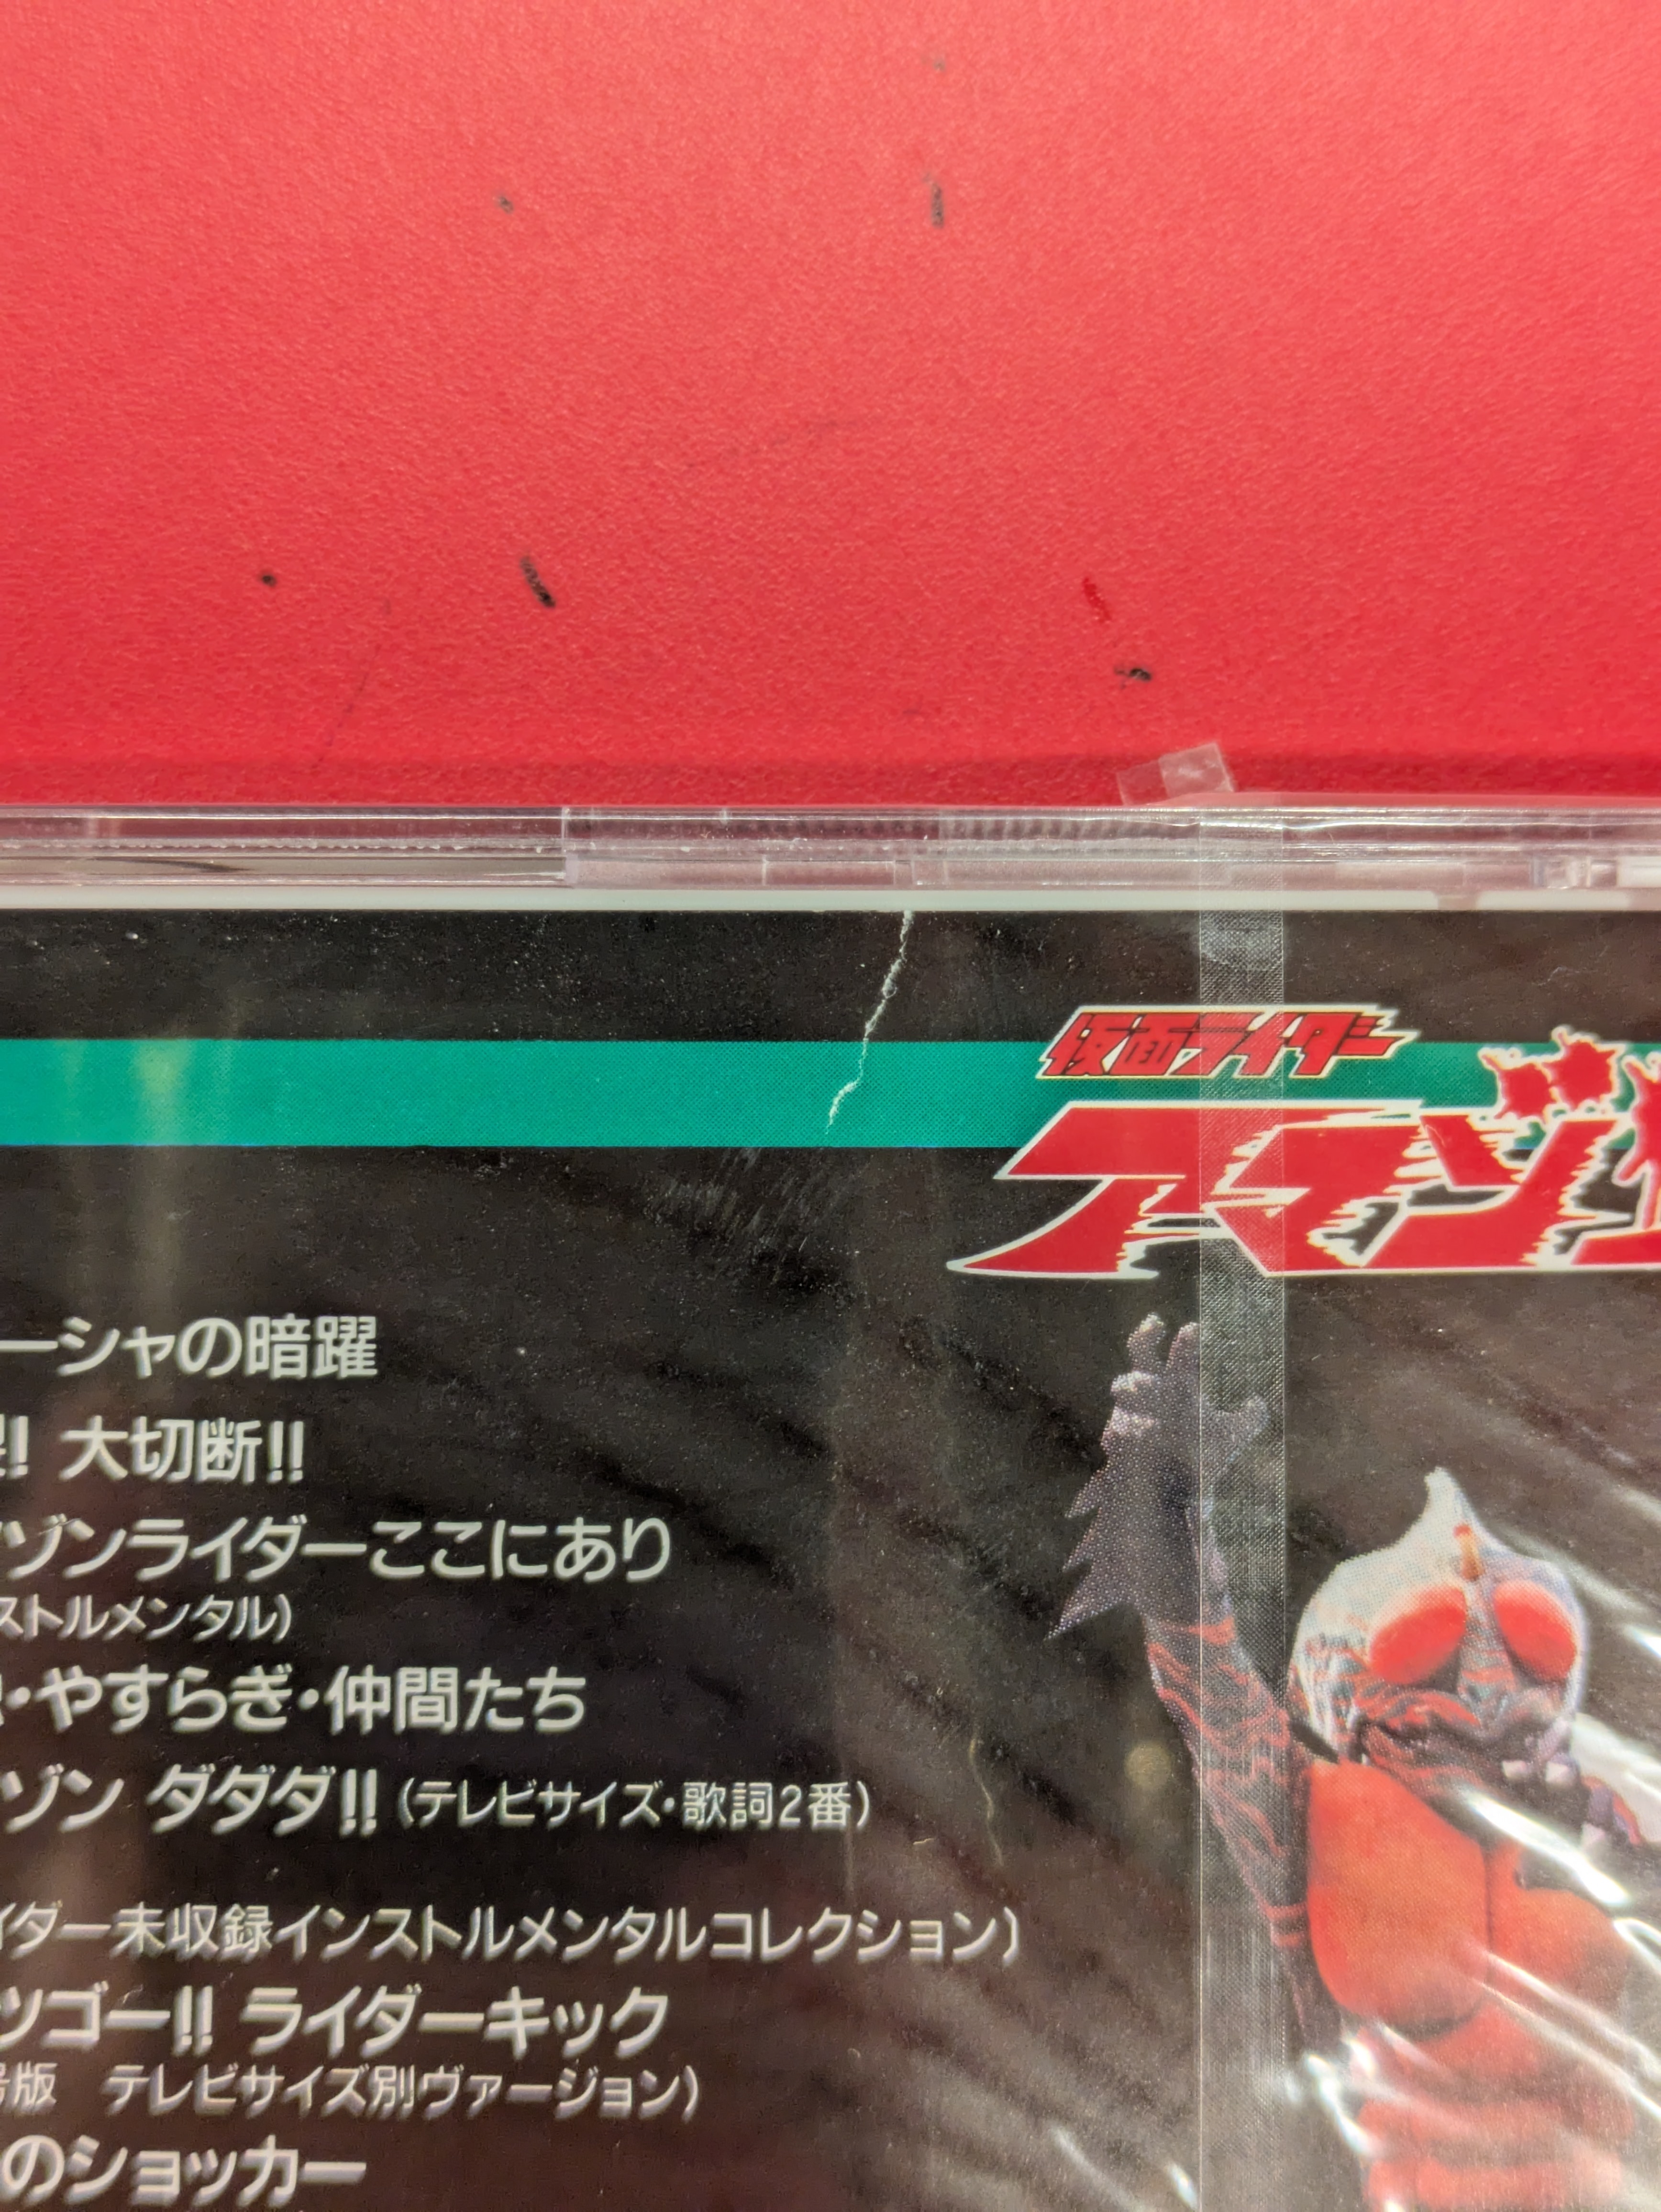 仮面ライダー
アマゾ
ーシャの暗躍
! 大切断!!
ゾンライダーここにあり
ストルメンタル)
・やすらぎ・仲間たち
ゾン ダダダ!! (テレビサイズ・歌詞2番)
イダー未収録インストルメンタルコレクション)
ッツゴー!! ライダーキック
号版 テレビサイズ別ヴァージョン)
のショッカー